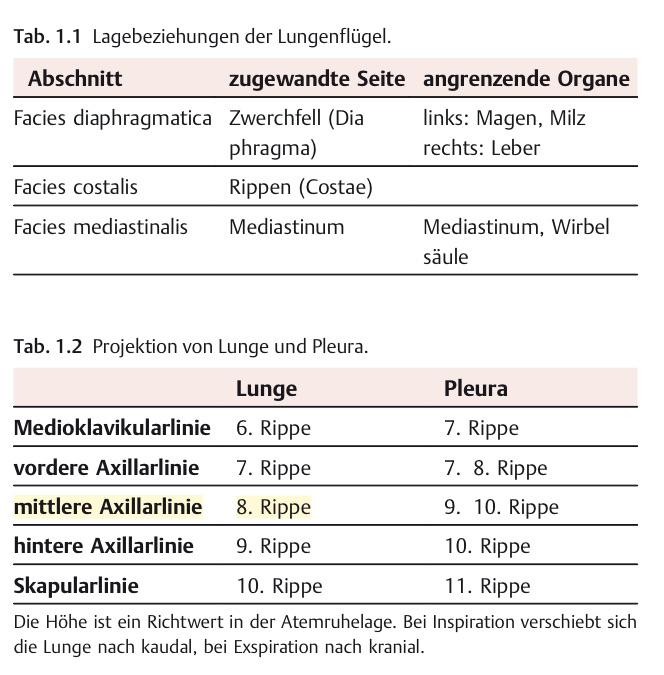 Tab. 1.1 Lagebeziehungen der Lungenflügel.
Abschnitt zugewandte Seite angrenzende Organe
Facies diaphragmatica Zwerchfell (Dia links: Magen, Milz
phragma) rechts: Leber
Facies costalis Rippen (Costae)
Facies mediastinalis Mediastinum Mediastinum, Wirbel
säule
Tab. 1.2 Projektion von Lunge und Pleura.
Lunge Pleura
Medioklavikularlinie 6. Rippe 7. Rippe
vordere Axillarlinie 7. Rippe 7. 8. Rippe
mittlere Axillarlinie 8. Rippe 9. 10. Rippe
hintere Axillarlinie 9. Rippe 10. Rippe
Skapularlinie 10. Rippe 11. Rippe
Die Höhe ist ein Richtwert in der Atemruhelage. Bei Inspiration verschiebt sich
die Lunge nach kaudal, bei Exspiration nach kranial.